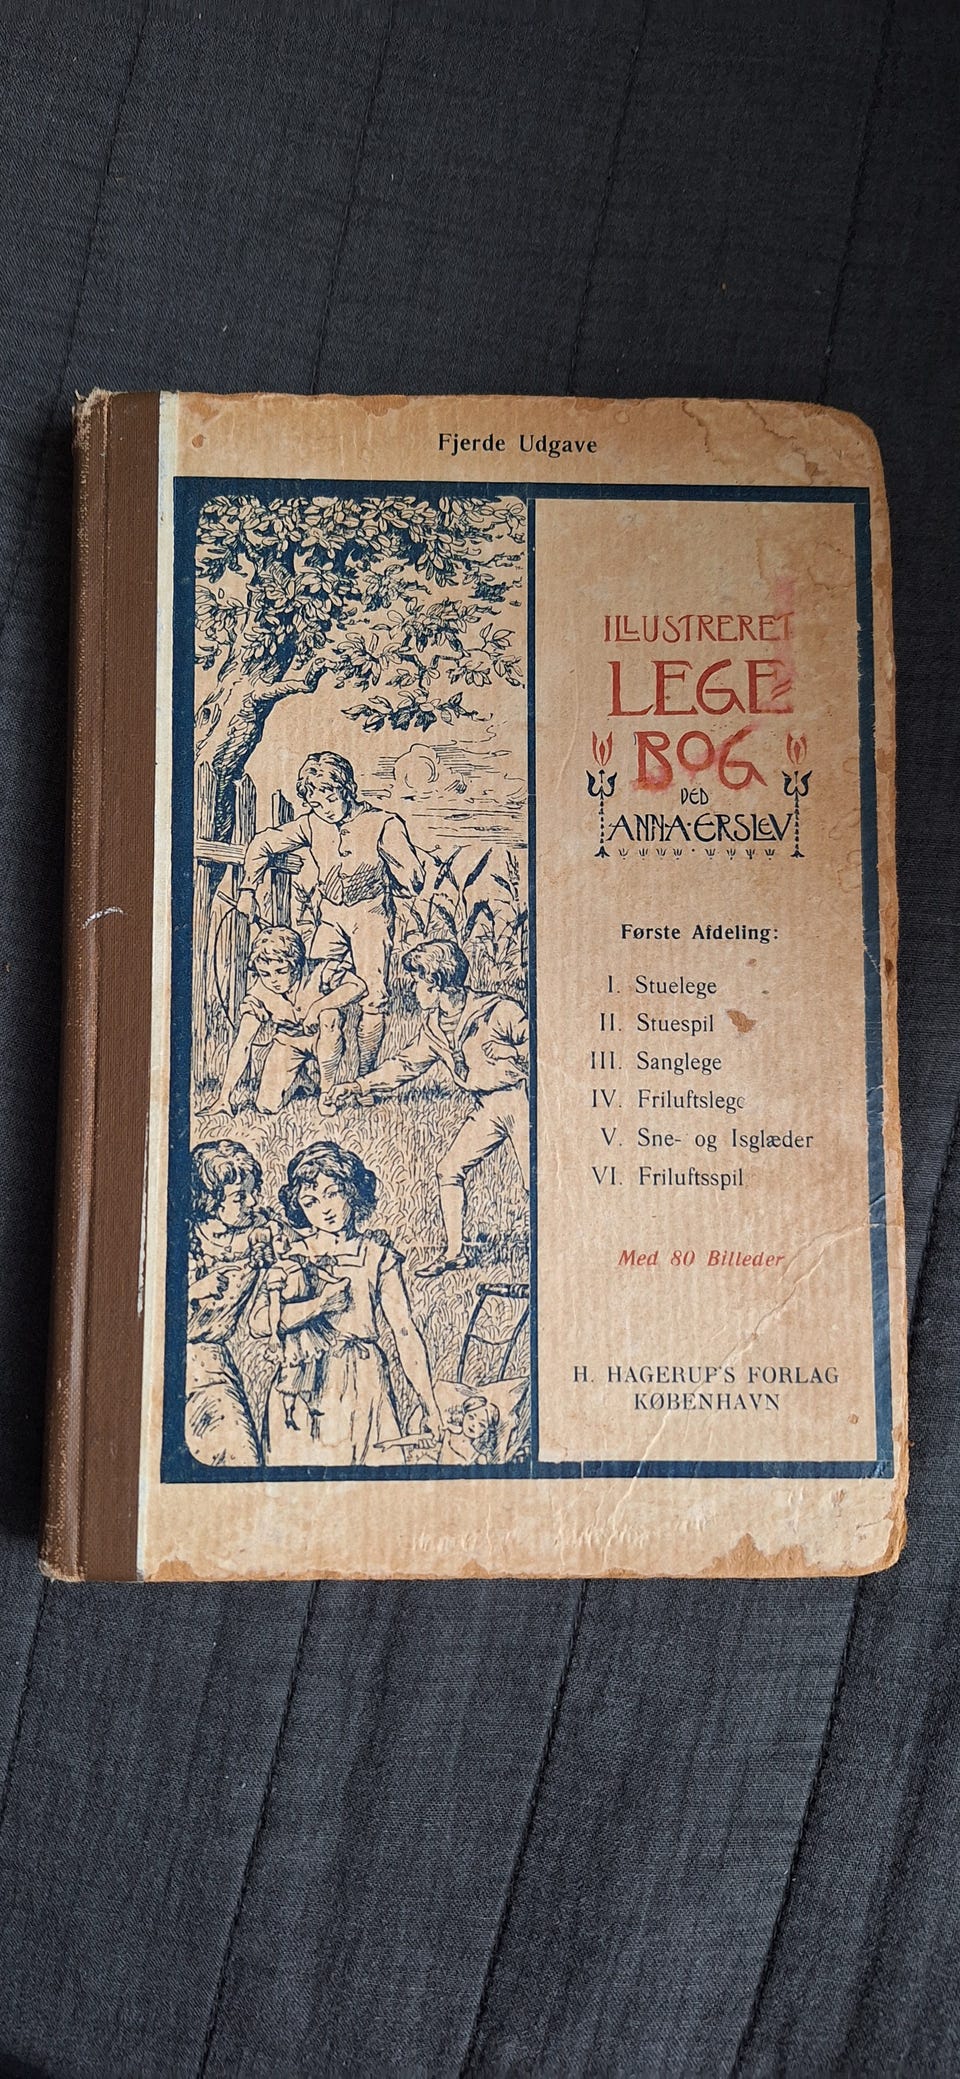 Fjerde Udgave
ILLUSTRERET
LEGE
BOG
VED
ANNA·ERSLEV
Første Afdeling:
I. Stuelege
II. Stuespil
III. Sanglege
IV. Friluftslege
V. Sne- og Isglæder
VI. Friluftsspil
Med 80 Billeder
H. HAGERUP'S FORLAG
KØBENHAVN